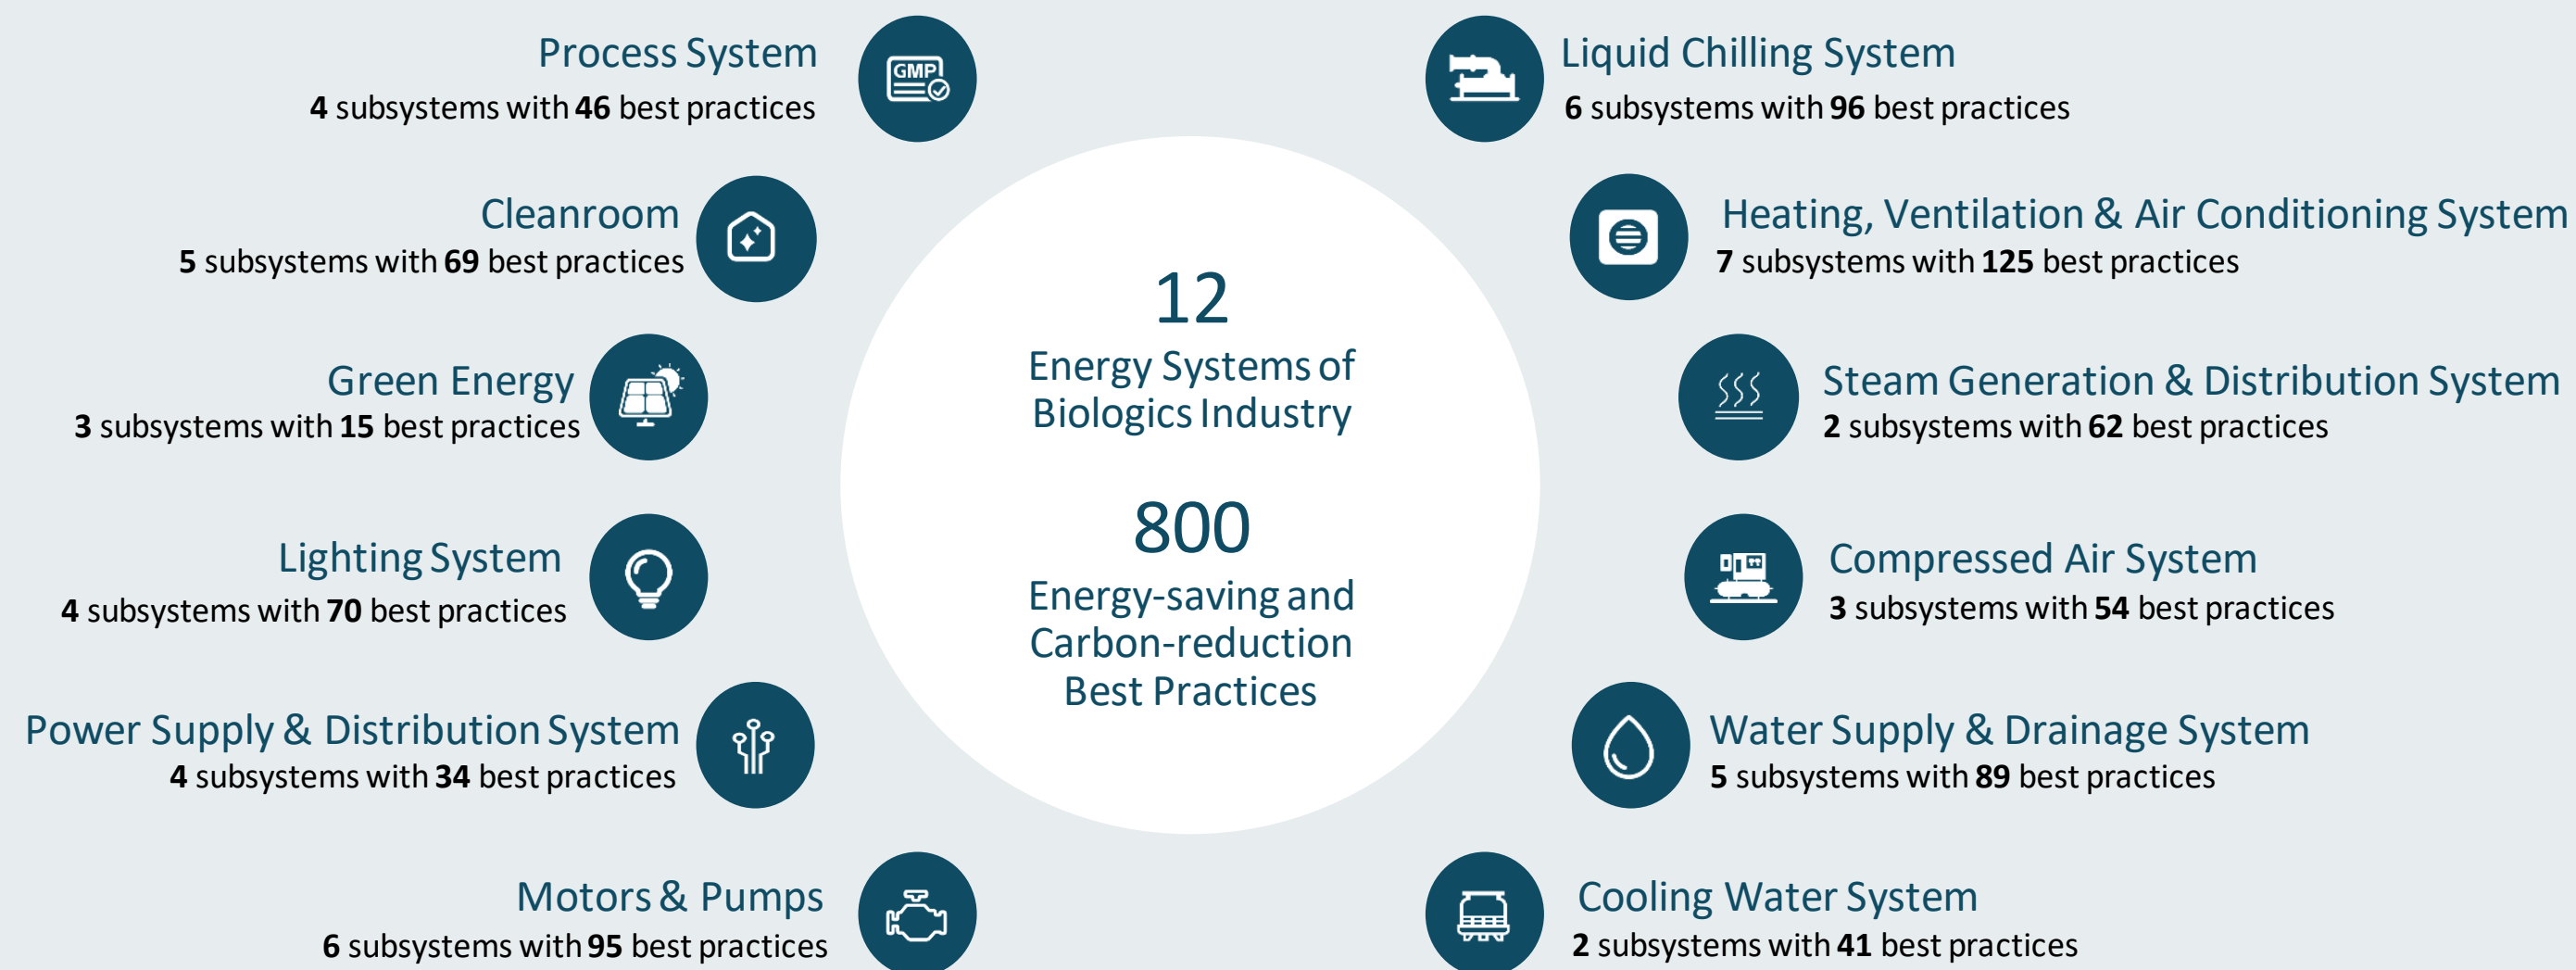 Process System
4 subsystems with 46 best practices
Cleanroom
5 subsystems with 69 best practices
Green Energy
3 subsystems with 15 best practices
Lighting System
4 subsystems with 70 best practices
Power Supply & Distribution System
4 subsystems with 34 best practices
Motors & Pumps
6 subsystems with 95 best practices
GMP
12
Energy Systems of
Biologics Industry
800
Energy-saving and
Carbon-reduction
Best Practices
Liquid Chilling System
6 subsystems with 96 best practices
Heating, Ventilation & Air Conditioning System
7 subsystems with 125 best practices
Steam Generation & Distribution System
2 subsystems with 62 best practices
Compressed Air System
3 subsystems with 54 best practices
Water Supply & Drainage System
5 subsystems with 89 best practices
Cooling Water System
2 subsystems with 41 best practices